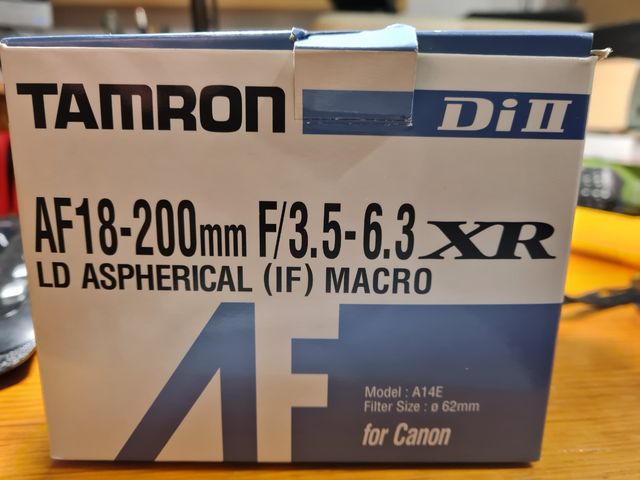 TAMRON Di II
AF18-200mm F/3.5-6.3 XR
LD ASPHERICAL (IF) MACRO
AF
Model : A14E
Filter Size : ø 62mm
for Canon